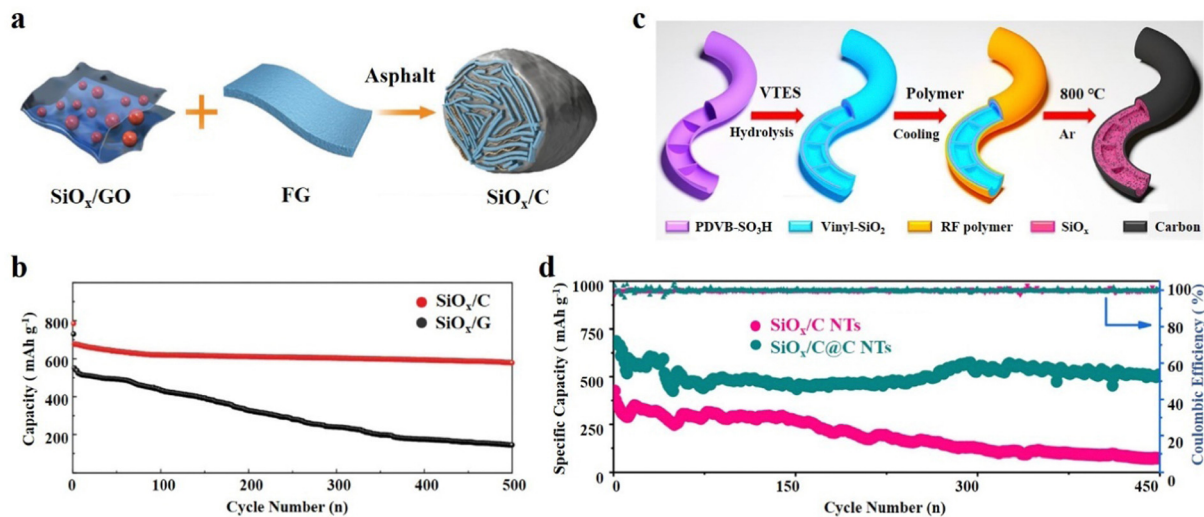 a
Asphalt
SiOₓ/GO
FG
SiOₓ/C
c
VTES
Hydrolysis
Polymer
Cooling
800 °C
Ar
PDVB-SO₃H
Vinyl-SiO₂
RF polymer
SiOₓ
Carbon
b
Capacity ( mAh g⁻¹)
800
600
400
200
SiOₓ/C
SiOₓ/G
0
100
200
300
400
500
Cycle Number (n)
d
Specific Capacity ( mAh g⁻¹)
1000
750
500
250
0
SiOₓ/C NTs
SiOₓ/C@C NTs
100
80
60
40
20
0
Coulombic Efficiency ( %)
0
150
300
450
Cycle Number (n)